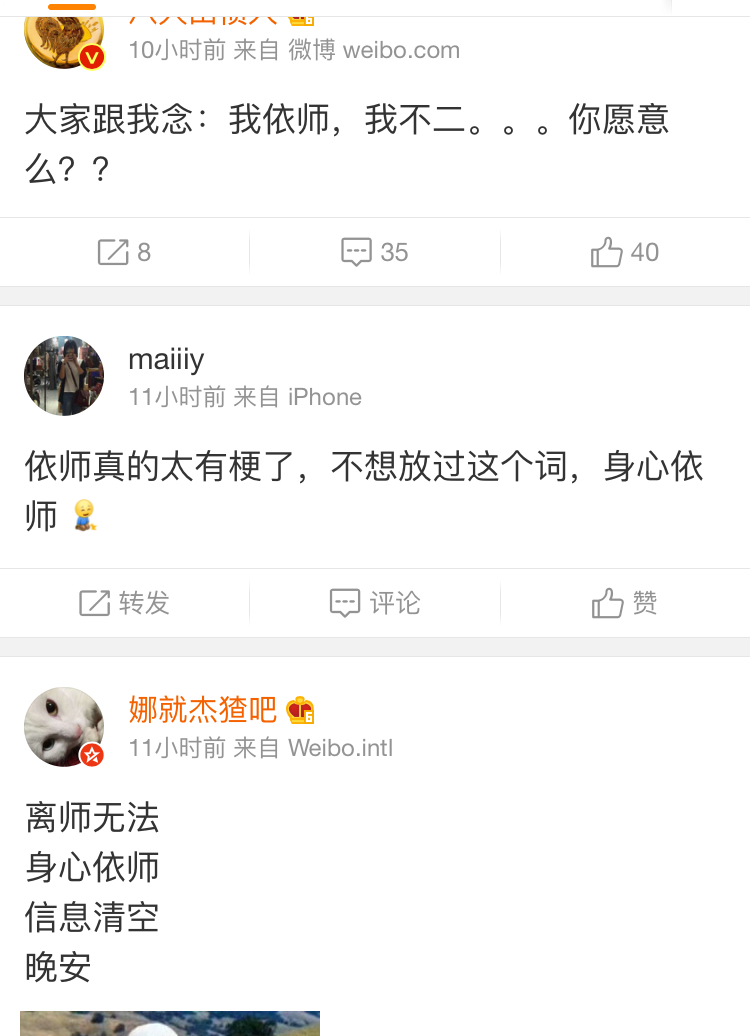 10小时前 来自 微博 weibo.com
大家跟我念：我依师，我不二。。。你愿意
么？？
8
35
40
maiiiy
11小时前 来自 iPhone
依师真的太有梗了，不想放过这个词，身心依
师
转发
评论
赞
娜就杰猹吧
11小时前 来自 Weibo.intl
离师无法
身心依师
信息清空
晚安